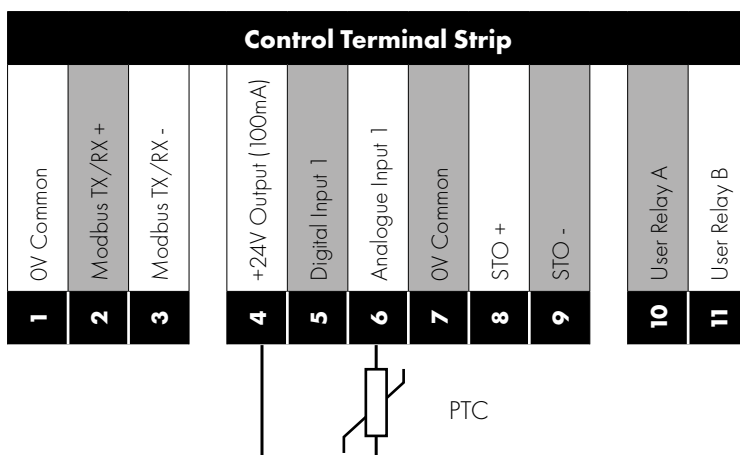 Control Terminal Strip
0V Common
Modbus TX/RX +
Modbus TX/RX -
+24V Output (100mA)
Digital Input 1
Analogue Input 1
0V Common
STO +
STO -
User Relay A
User Relay B
1
2
3
4
5
6
7
8
9
10
11
PTC